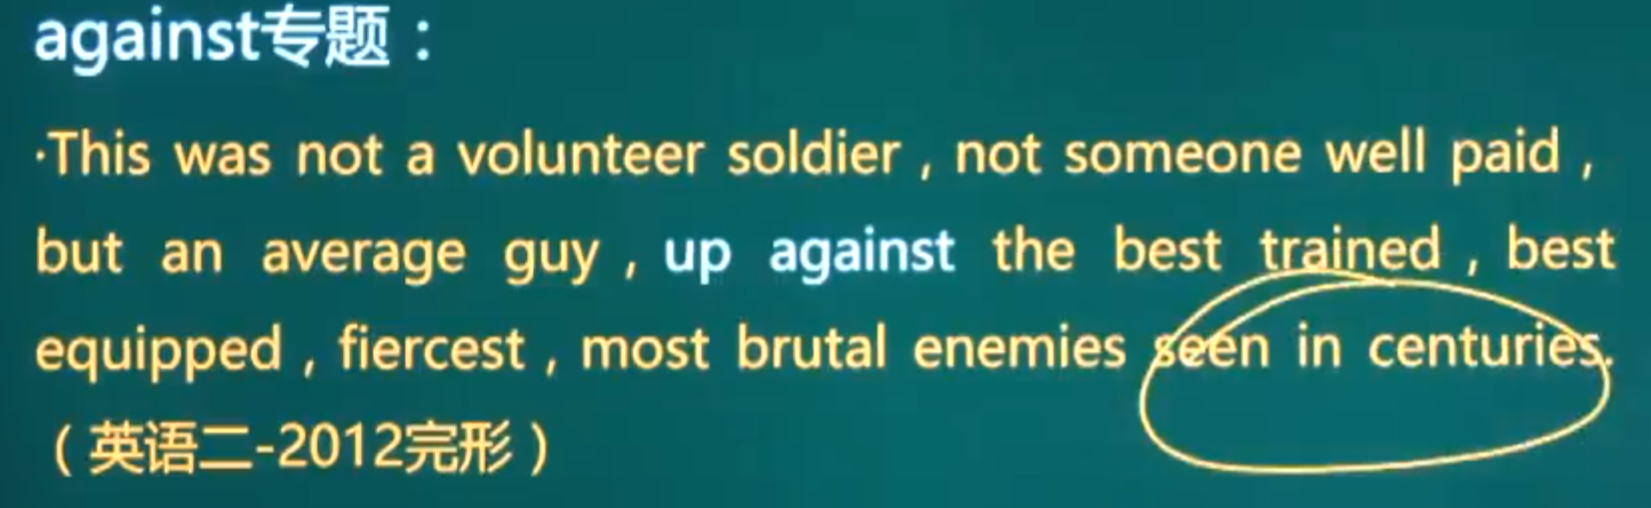 against专题：
·This was not a volunteer soldier，not someone well paid，
but an average guy，up against the best trained，best
equipped，fiercest，most brutal enemies seen in centuries.
（英语二-2012完形）